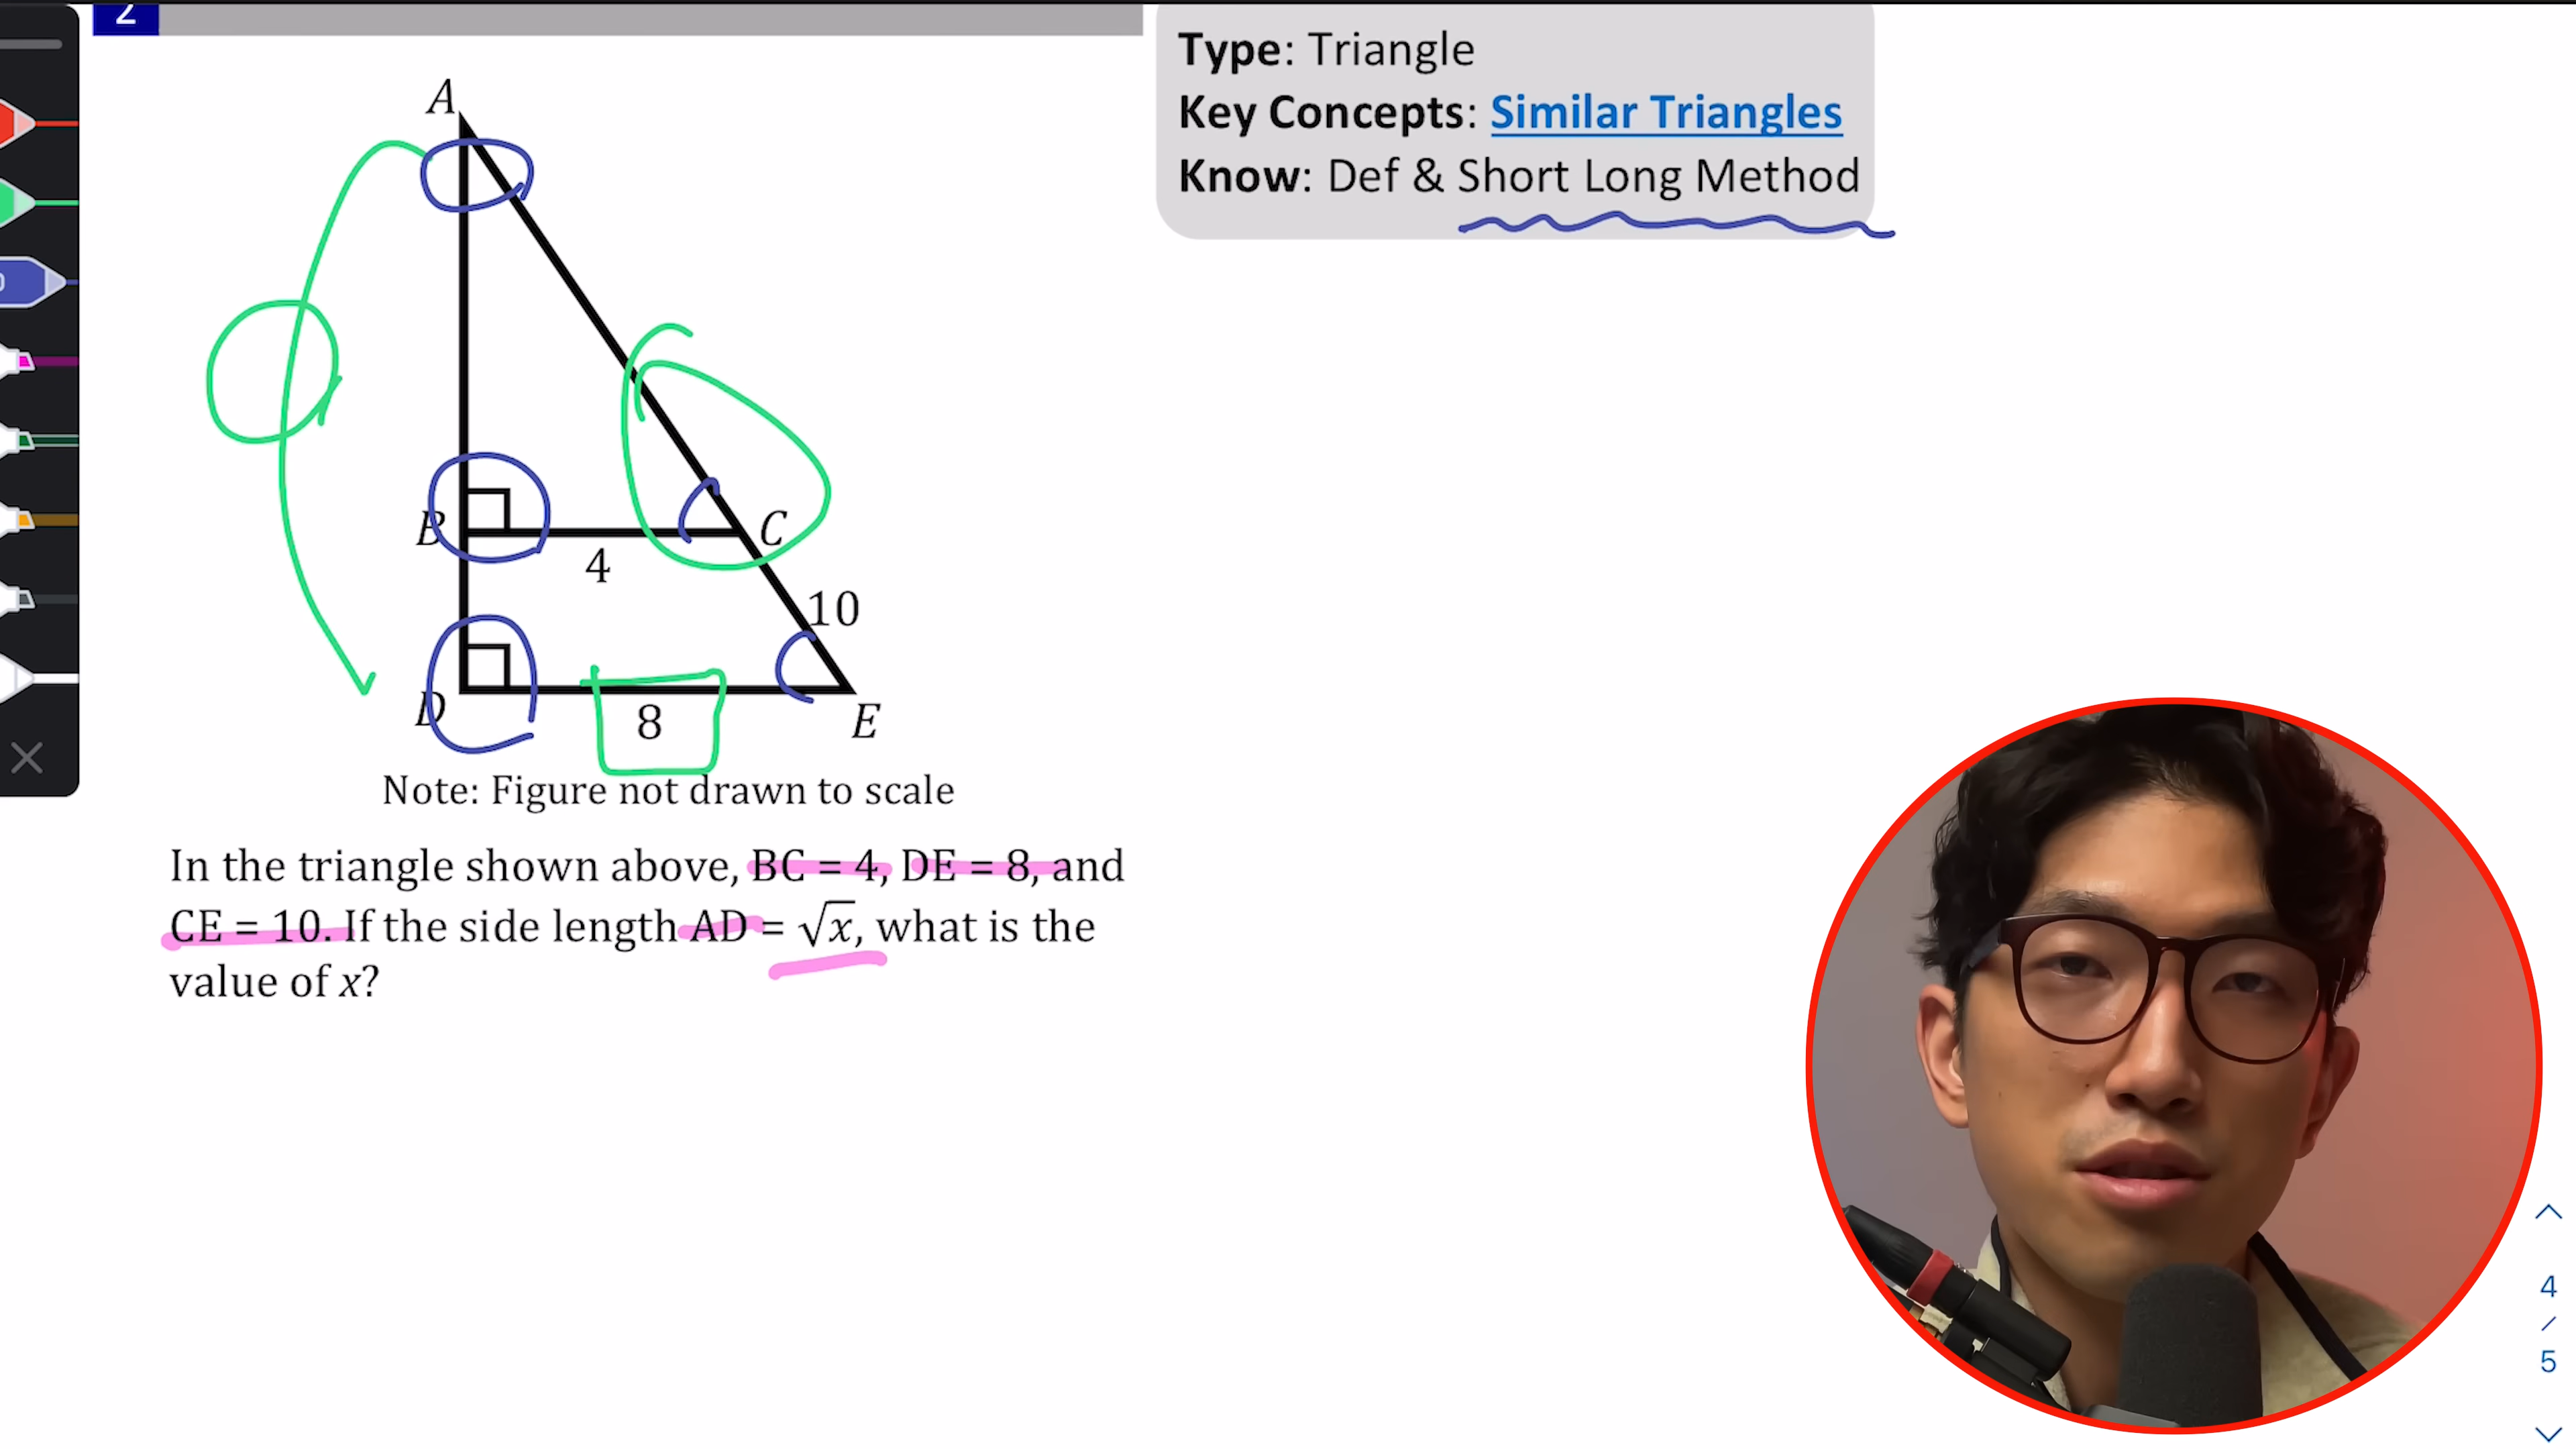 2
Type: Triangle
Key Concepts: Similar Triangles
Know: Def & Short Long Method
A
B
C
4
10
D
8
E
Note: Figure not drawn to scale
In the triangle shown above, BC = 4, DE = 8, and
CE = 10. If the side length AD = √x, what is the
value of x?
4
/
5